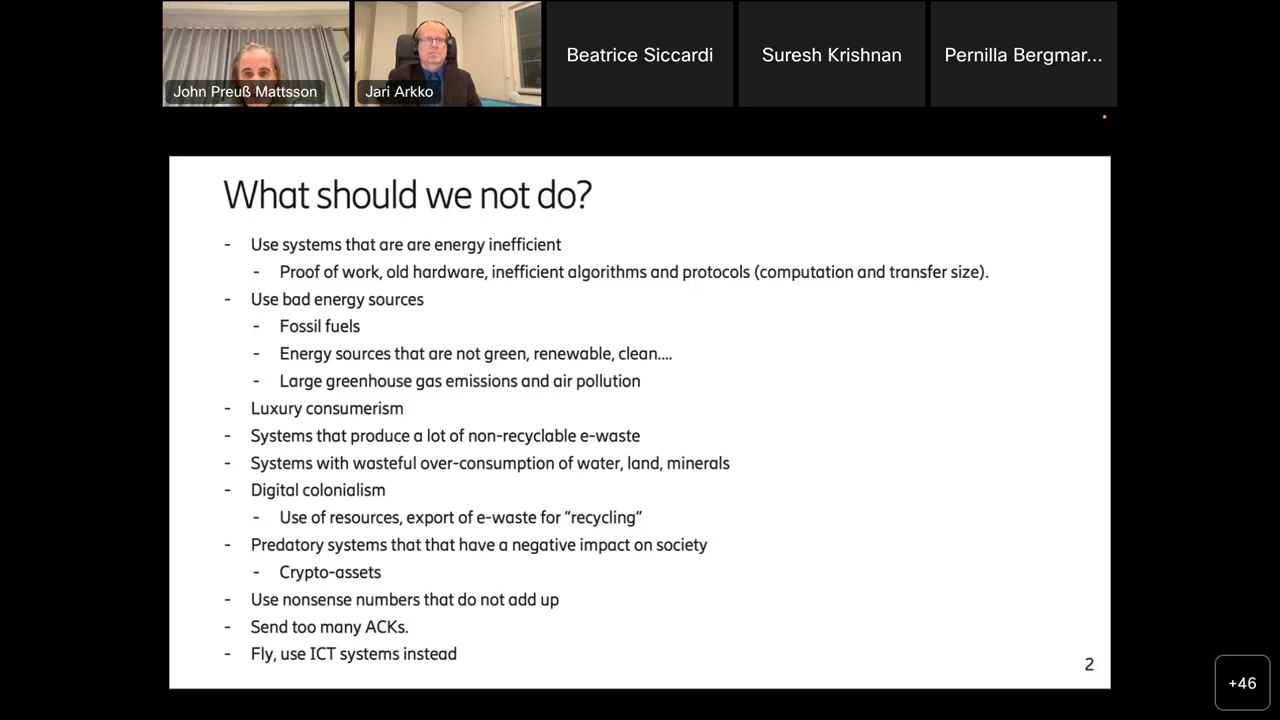 John Preuß Mattsson
Jari Arkko
Beatrice Siccardi
Suresh Krishnan
Pernilla Bergmar...
What should we not do?
- Use systems that are are energy inefficient
- Proof of work, old hardware, inefficient algorithms and protocols (computation and transfer size).
- Use bad energy sources
- Fossil fuels
- Energy sources that are not green, renewable, clean....
- Large greenhouse gas emissions and air pollution
- Luxury consumerism
- Systems that produce a lot of non-recyclable e-waste
- Systems with wasteful over-consumption of water, land, minerals
- Digital colonialism
- Use of resources, export of e-waste for “recycling”
- Predatory systems that that have a negative impact on society
- Crypto-assets
- Use nonsense numbers that do not add up
- Send too many ACKs.
- Fly, use ICT systems instead
2
+46